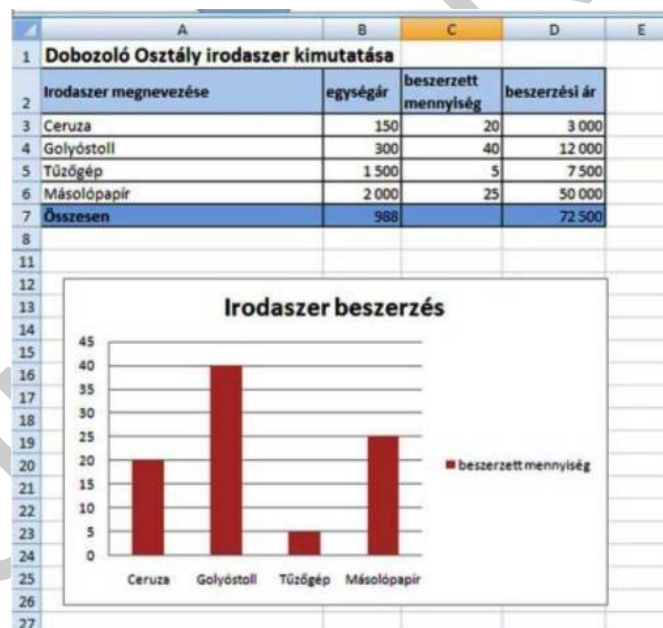 A B C D E
1 Dobozoló Osztály irodaszer kimutatása
2 Irodaszer megnevezése egységár beszerzett mennyiség beszerzési ár
3 Ceruza 150 20 3 000
4 Golyóstoll 300 40 12 000
5 Tűzőgép 1 500 5 7 500
6 Másolópapír 2 000 25 50 000
7 Összesen 988 72 500
8
11
12
13
14
15
16
17
18
19
20
21
22
23
24
25
26
27
Irodaszer beszerzés
45
40
35
30
25
20
15
10
5
0
Ceruza Golyóstoll Tűzőgép Másolópapír
beszerzett mennyiség